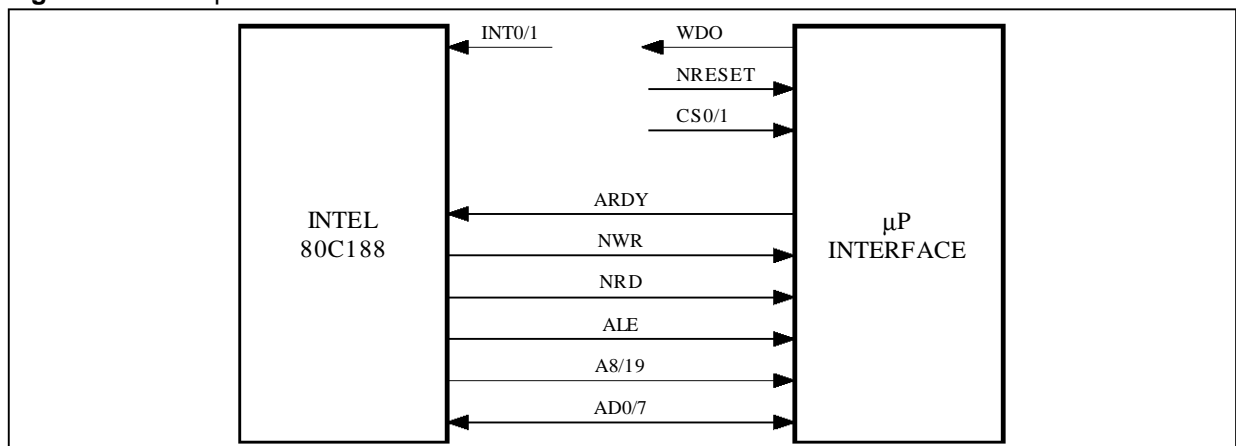 INT0/1
WDO
NRESET
CS0/1
ARDY
INTEL
80C188
NWR
µP
INTERFACE
NRD
ALE
A8/19
AD0/7